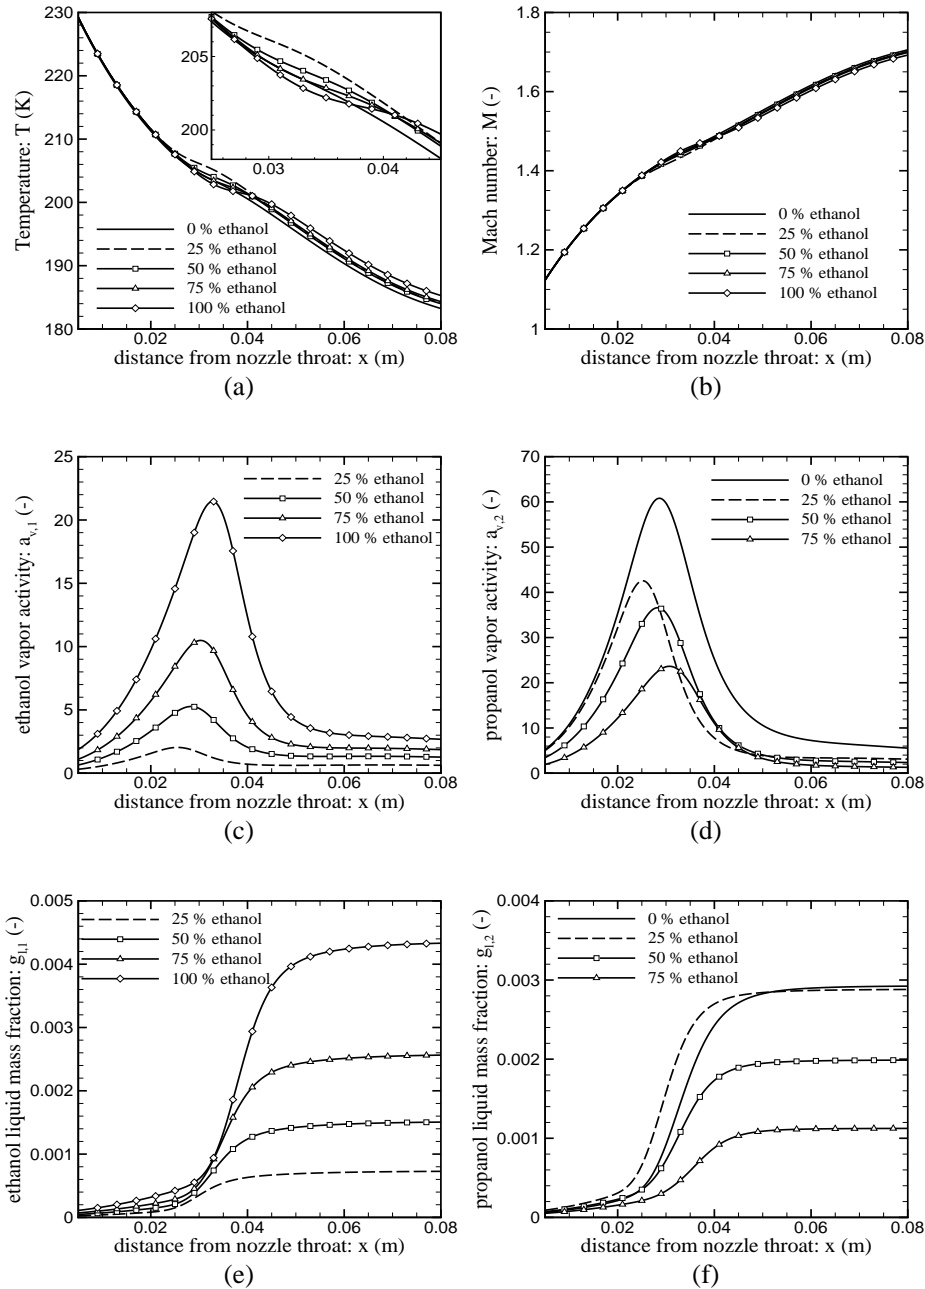 230
220
210
200
190
180
Temperature: T (K)
205
200
0.03
0.04
0 % ethanol
25 % ethanol
50 % ethanol
75 % ethanol
100 % ethanol
0.02
0.04
0.06
0.08
distance from nozzle throat: x (m)
(a)
1.8
1.6
1.4
1.2
1
Mach number: M (-)
0 % ethanol
25 % ethanol
50 % ethanol
75 % ethanol
100 % ethanol
0.02
0.04
0.06
0.08
distance from nozzle throat: x (m)
(b)
25
20
15
10
5
0
ethanol vapor activity: a_v,1 (-)
25 % ethanol
50 % ethanol
75 % ethanol
100 % ethanol
0.02
0.04
0.06
0.08
distance from nozzle throat: x (m)
(c)
70
60
50
40
30
20
10
0
propanol vapor activity: a_v,2 (-)
0 % ethanol
25 % ethanol
50 % ethanol
75 % ethanol
0.02
0.04
0.06
0.08
distance from nozzle throat: x (m)
(d)
0.005
0.004
0.003
0.002
0.001
0
ethanol liquid mass fraction: g_l,1 (-)
25 % ethanol
50 % ethanol
75 % ethanol
100 % ethanol
0.02
0.04
0.06
0.08
distance from nozzle throat: x (m)
(e)
0.004
0.003
0.002
0.001
0
propanol liquid mass fraction: g_l,2 (-)
0 % ethanol
25 % ethanol
50 % ethanol
75 % ethanol
0.02
0.04
0.06
0.08
distance from nozzle throat: x (m)
(f)